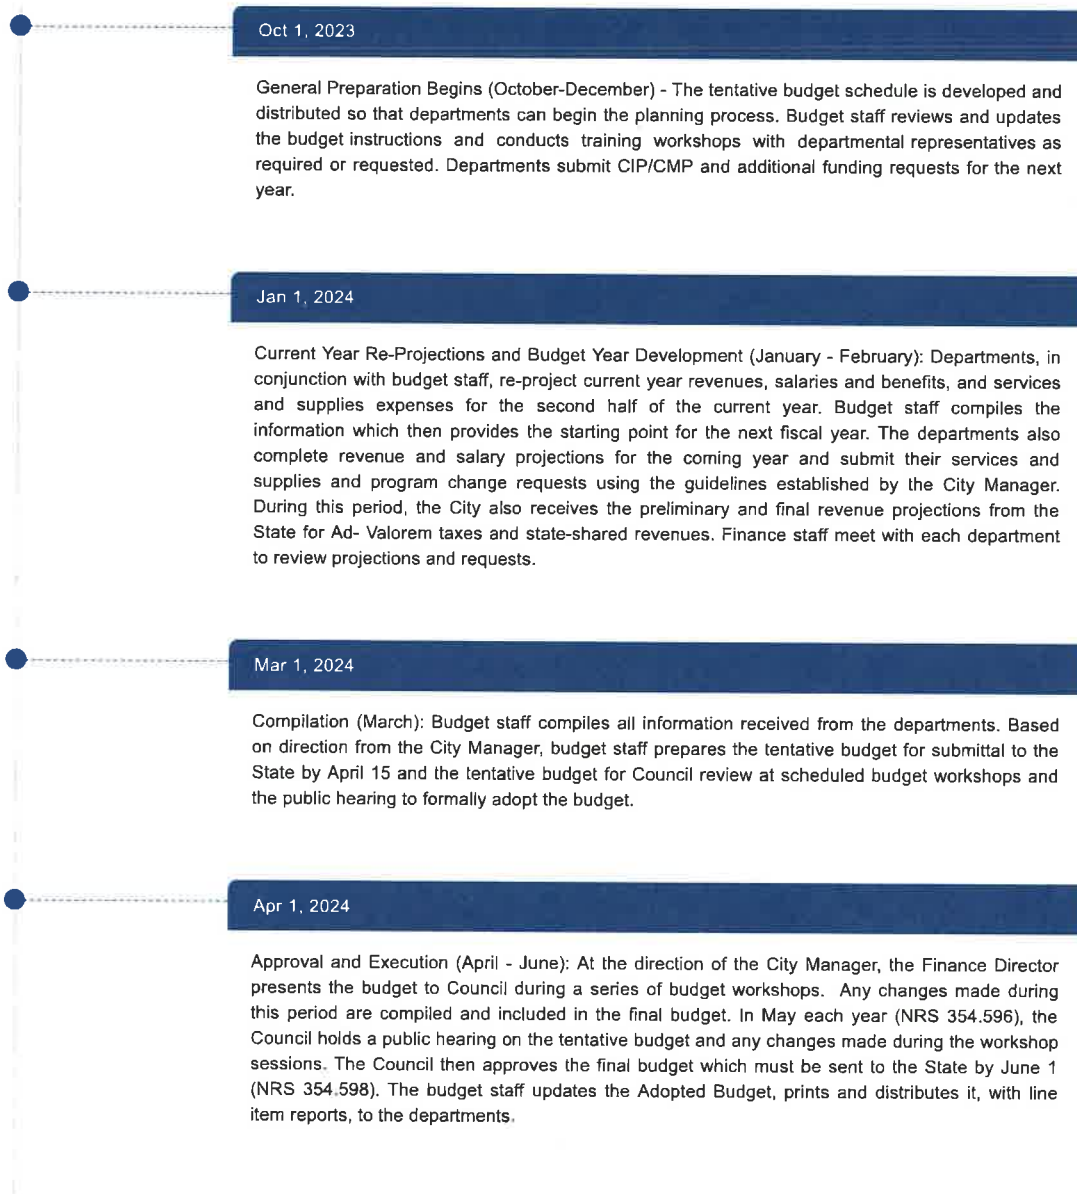 Oct 1, 2023
General Preparation Begins (October-December) - The tentative budget schedule is developed and
distributed so that departments can begin the planning process. Budget staff reviews and updates
the budget instructions and conducts training workshops with departmental representatives as
required or requested. Departments submit CIP/CMP and additional funding requests for the next
year.
Jan 1, 2024
Current Year Re-Projections and Budget Year Development (January - February): Departments, in
conjunction with budget staff, re-project current year revenues, salaries and benefits, and services
and supplies expenses for the second half of the current year. Budget staff compiles the
information which then provides the starting point for the next fiscal year. The departments also
complete revenue and salary projections for the coming year and submit their services and
supplies and program change requests using the guidelines established by the City Manager.
During this period, the City also receives the preliminary and final revenue projections from the
State for Ad- Valorem taxes and state-shared revenues. Finance staff meet with each department
to review projections and requests.
Mar 1, 2024
Compilation (March): Budget staff compiles all information received from the departments. Based
on direction from the City Manager, budget staff prepares the tentative budget for submittal to the
State by April 15 and the tentative budget for Council review at scheduled budget workshops and
the public hearing to formally adopt the budget.
Apr 1, 2024
Approval and Execution (April - June): At the direction of the City Manager, the Finance Director
presents the budget to Council during a series of budget workshops. Any changes made during
this period are compiled and included in the final budget. In May each year (NRS 354.596), the
Council holds a public hearing on the tentative budget and any changes made during the workshop
sessions. The Council then approves the final budget which must be sent to the State by June 1
(NRS 354.598). The budget staff updates the Adopted Budget, prints and distributes it, with line
item reports, to the departments.